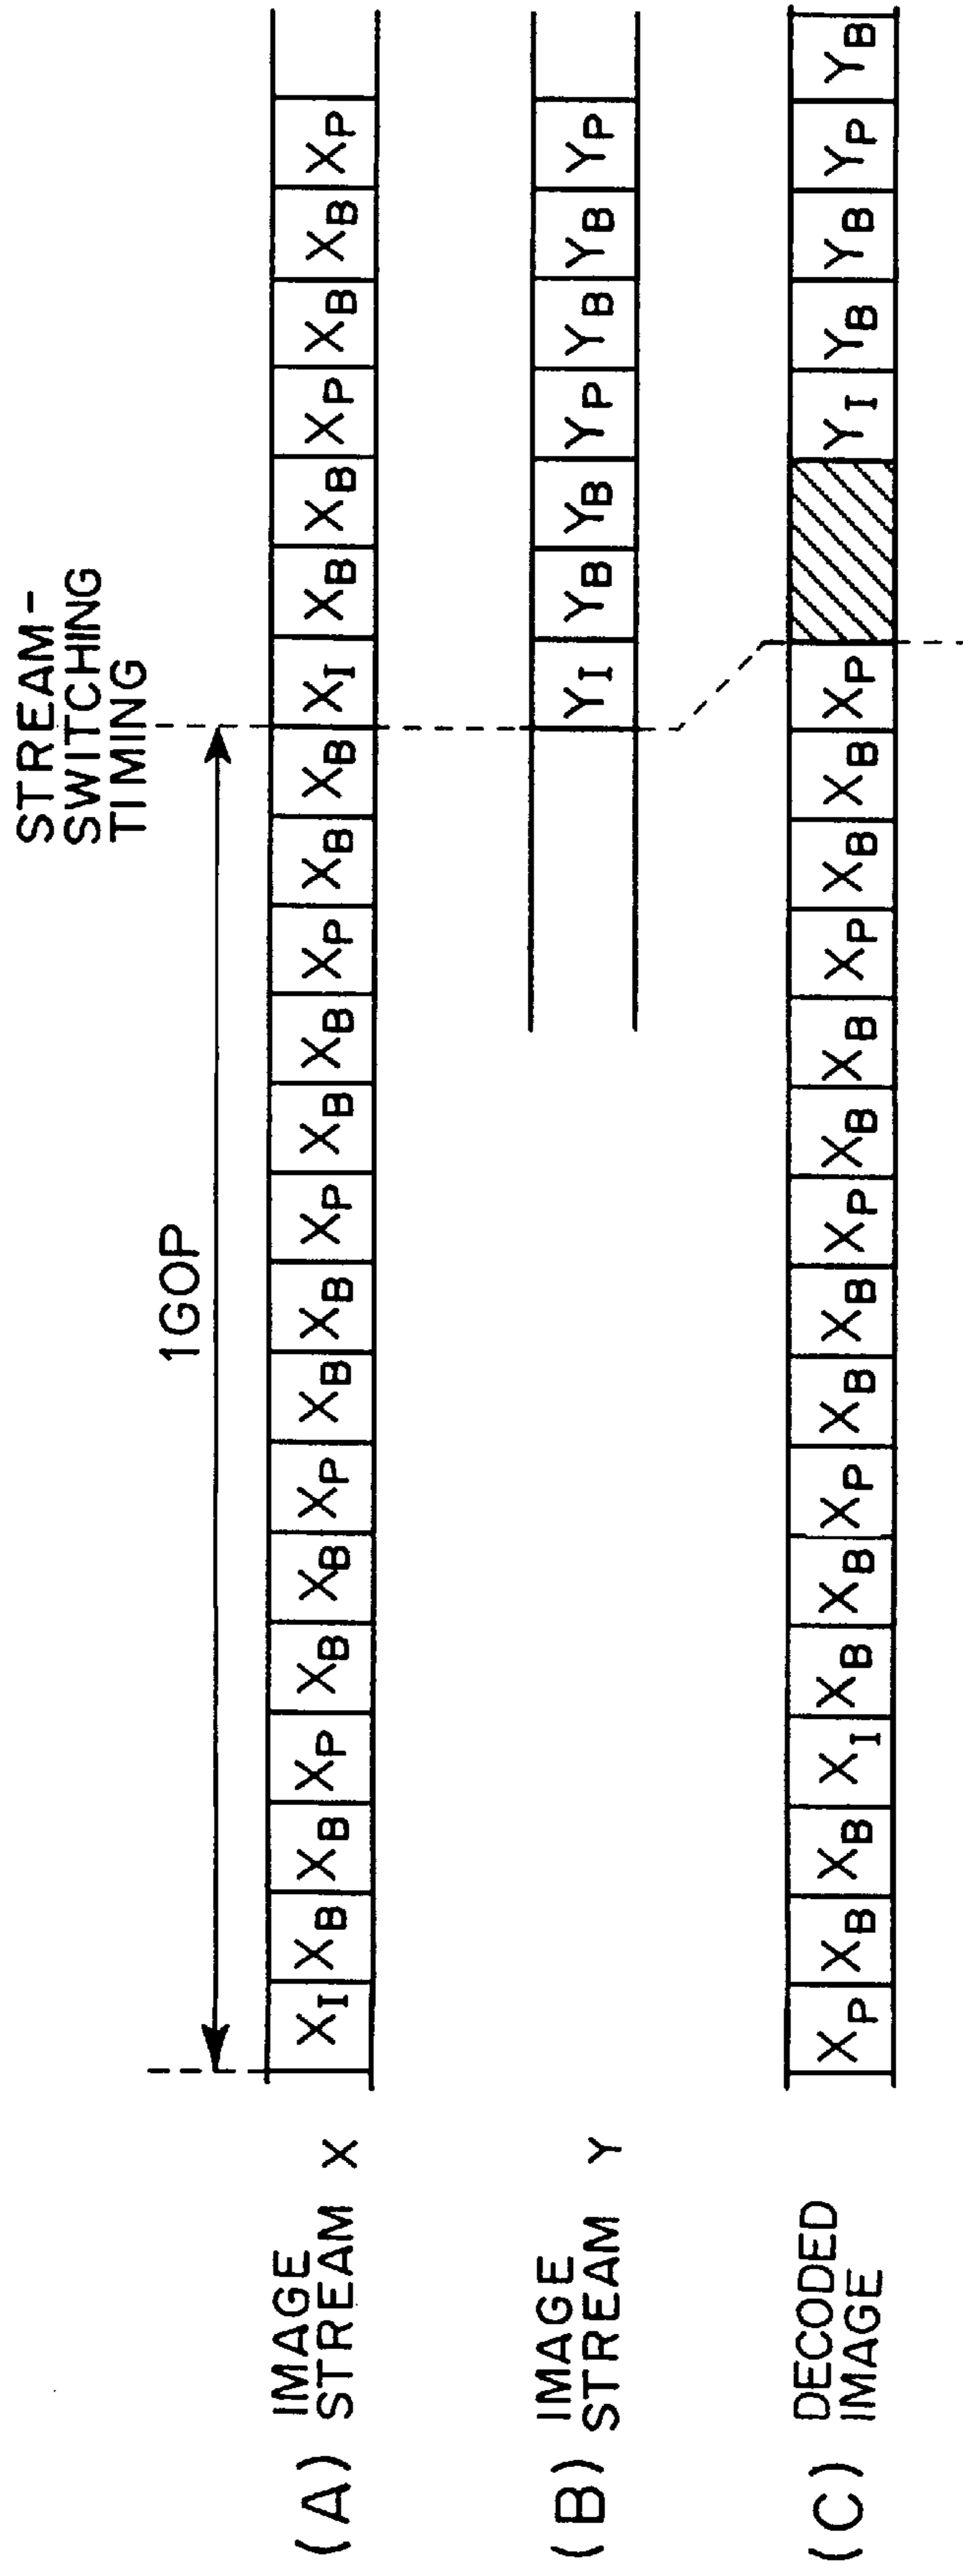 STREAM-
SWITCHING
TIMING
1GOP
(A) IMAGE
STREAM X
XI XB XB XP XB XB XP XB XB XP XB XB XP XB XB XI XB XB XP XB XB XP
(B) IMAGE
STREAM Y
YI YB YB YP YB YB YP
(C) DECODED
IMAGE
XP XB XB XI XB XB XP XB XB XP XB XB XP XB XB XP YI YB YB YP YB